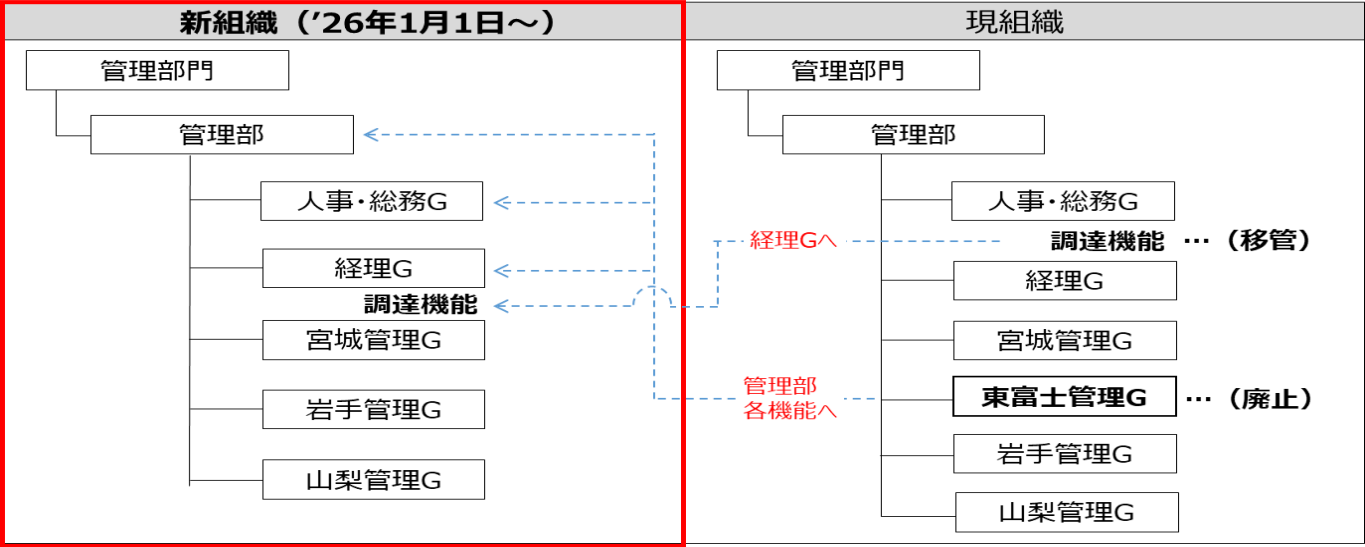 新組織（’26年1月1日～）
管理部門
管理部
人事・総務G
経理G
調達機能
宮城管理G
岩手管理G
山梨管理G
経理Gへ
管理部
各機能へ
現組織
管理部門
管理部
人事・総務G
調達機能 …（移管）
経理G
宮城管理G
東富士管理G …（廃止）
岩手管理G
山梨管理G